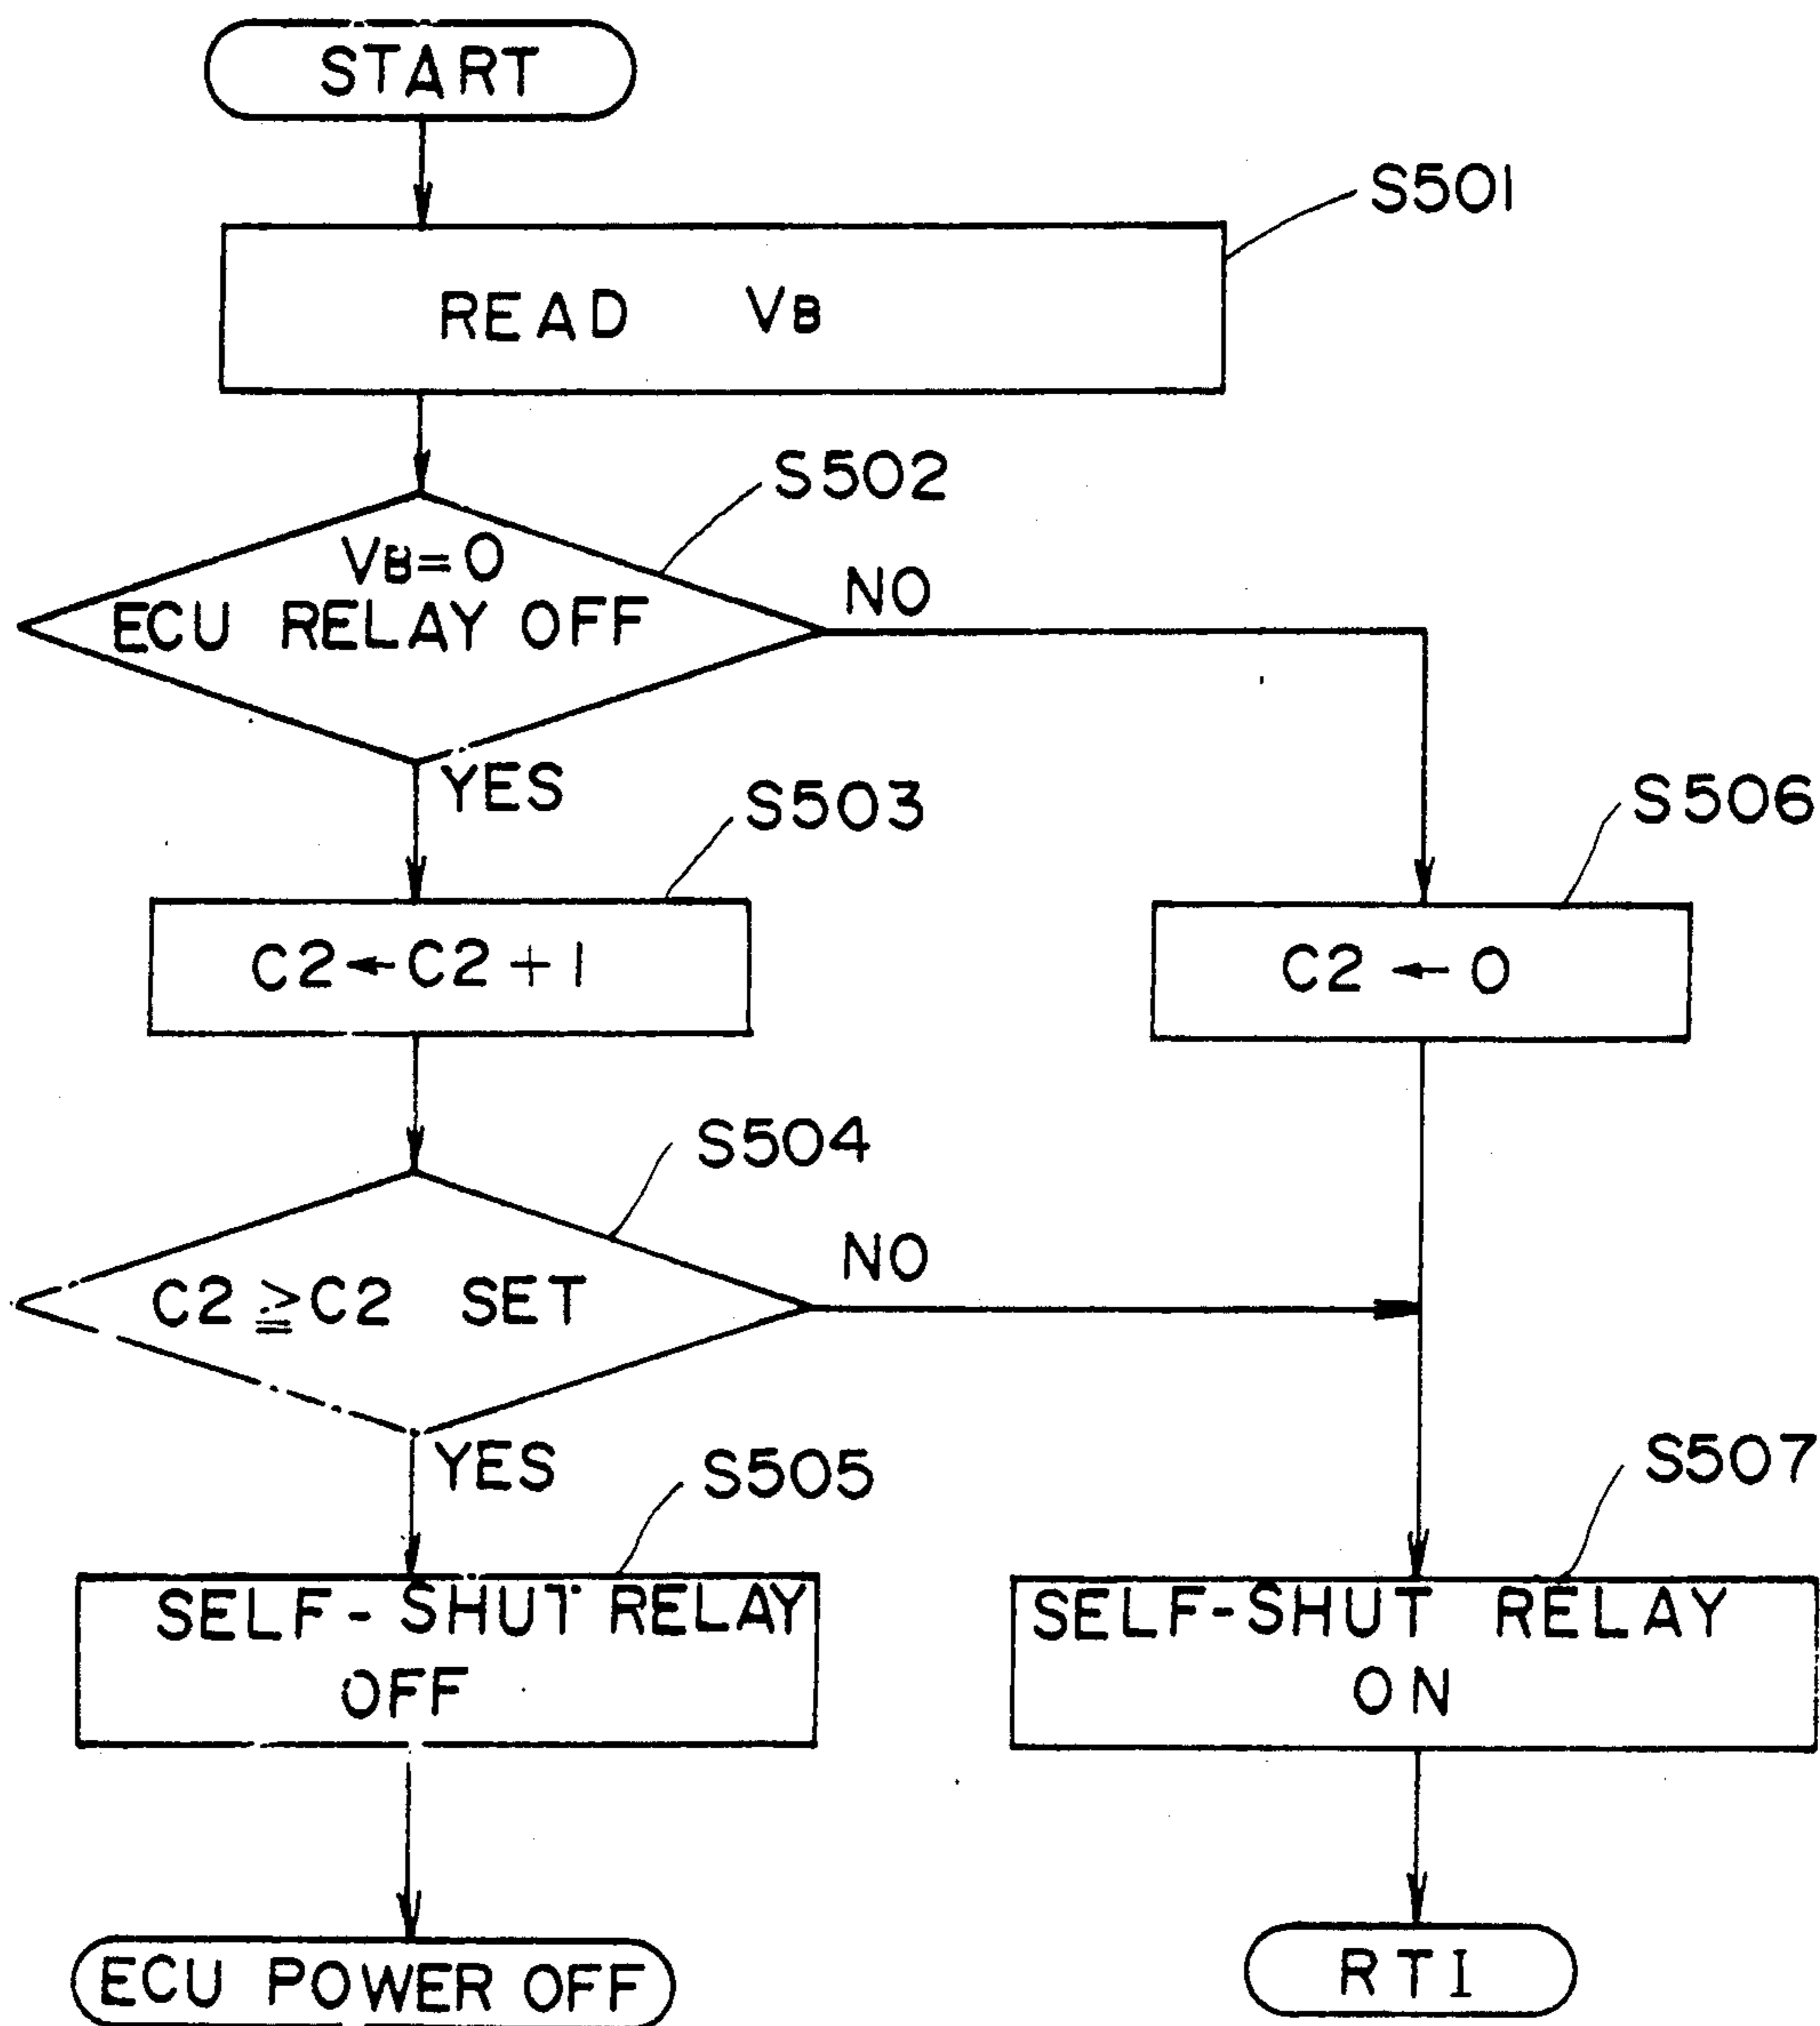 START
S501
READ VB
S502
VB=0
ECU RELAY OFF
NO
YES
S503
S506
C2←C2+1
C2←0
S504
C2≧C2 SET
NO
YES
S505
S507
SELF-SHUT RELAY
OFF
SELF-SHUT RELAY
ON
ECU POWER OFF
RTI